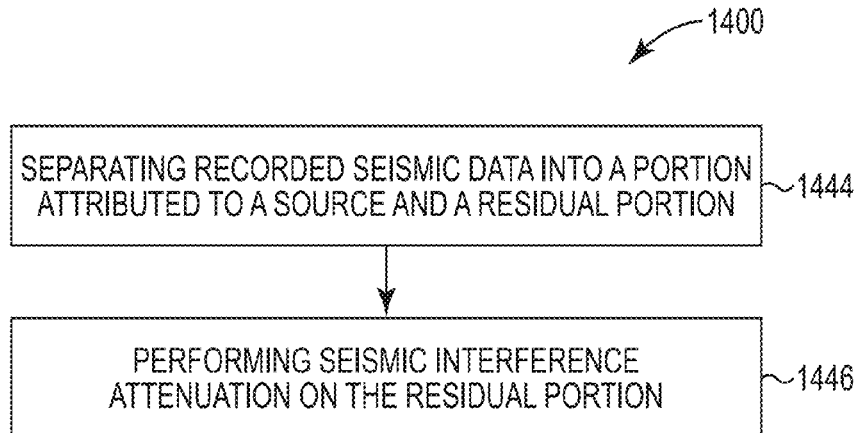 1400
SEPARATING RECORDED SEISMIC DATA INTO A PORTION
ATTRIBUTED TO A SOURCE AND A RESIDUAL PORTION
1444
PERFORMING SEISMIC INTERFERENCE
ATTENUATION ON THE RESIDUAL PORTION
1446